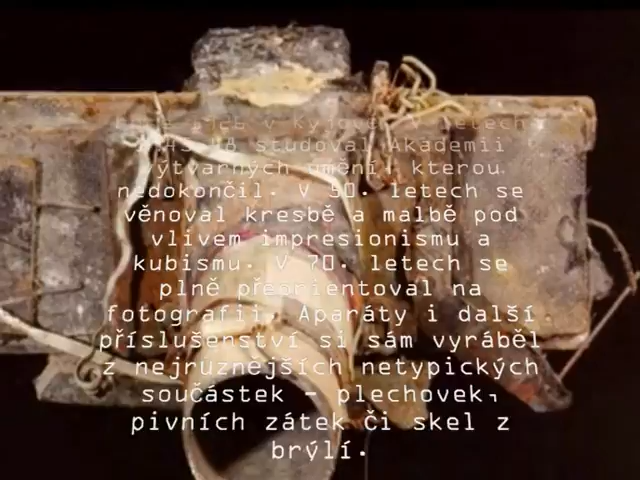 1926 v Kyjově. V letech
studoval Akademii
výtvarných umění, kterou
nedokončil. V 50. letech se
věnoval kresbě a malbě pod
vlivem impresionismu a
kubismu. V 70. letech se
plně přeorientoval na
fotografii. Aparáty i další
příslušenství si sám vyráběl
z nejrůznějších netypických
součástek - plechovek,
pivních zátek či skel z
brýlí.